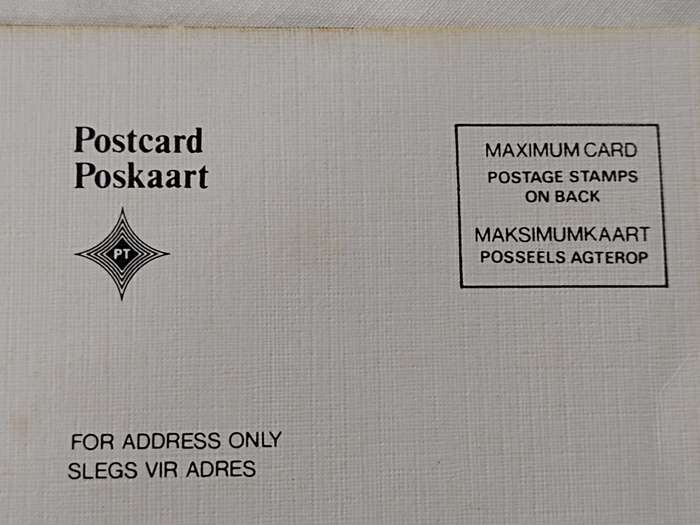 Postcard
Poskaart
PT
MAXIMUM CARD
POSTAGE STAMPS
ON BACK
MAKSIMUMKAART
POSSEELS AGTEROP
FOR ADDRESS ONLY
SLEGS VIR ADRES